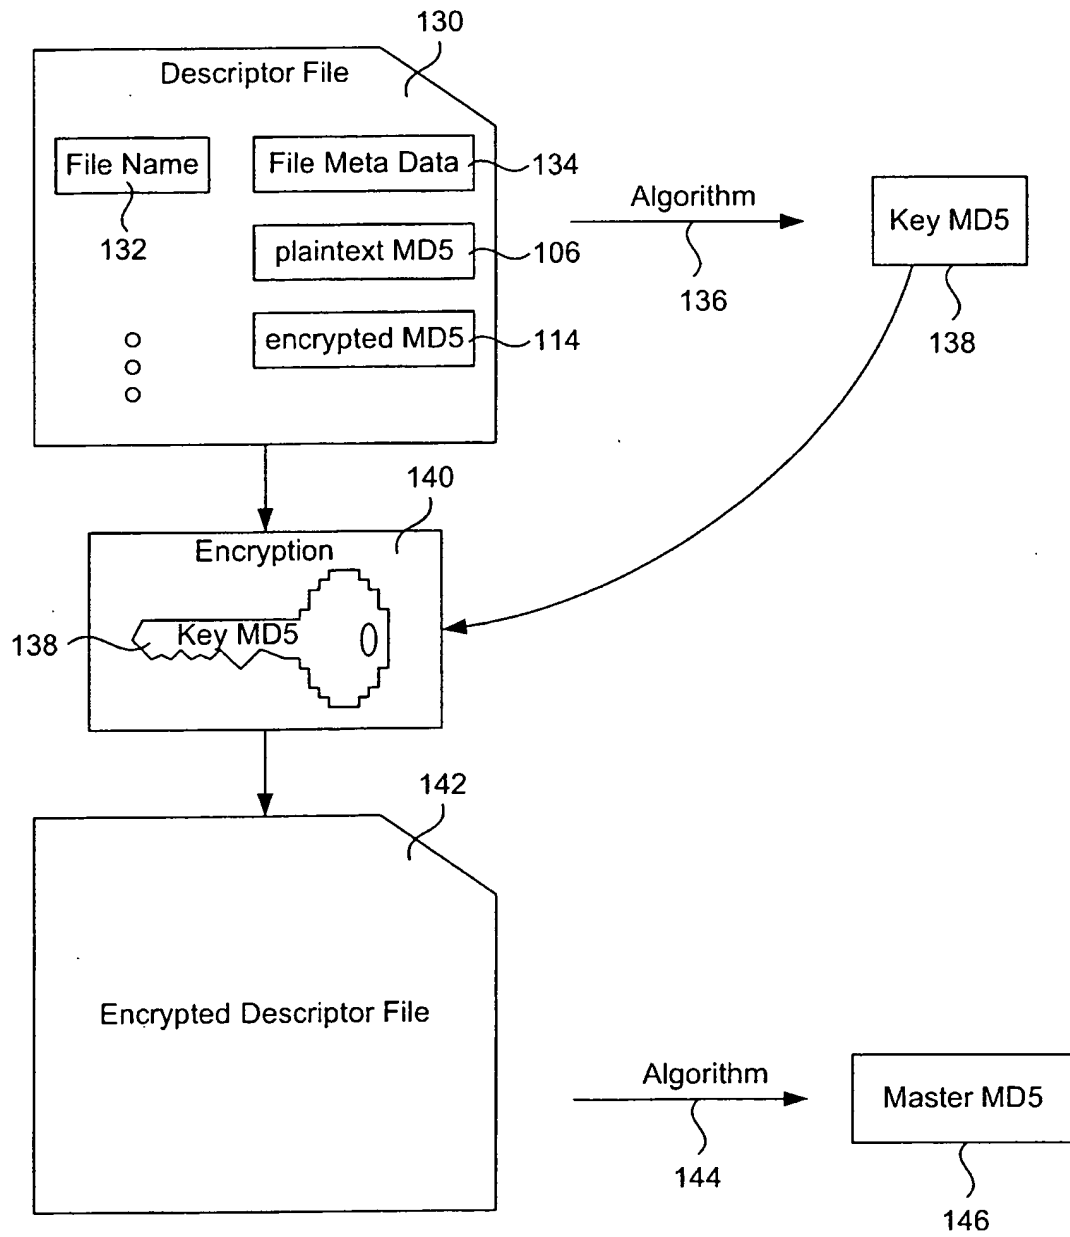 130
Descriptor File
File Name
File Meta Data
134
132
plaintext MD5
106
encrypted MD5
114
Algorithm
136
Key MD5
138
140
Encryption
Key MD5
138
142
Encrypted Descriptor File
Algorithm
144
Master MD5
146